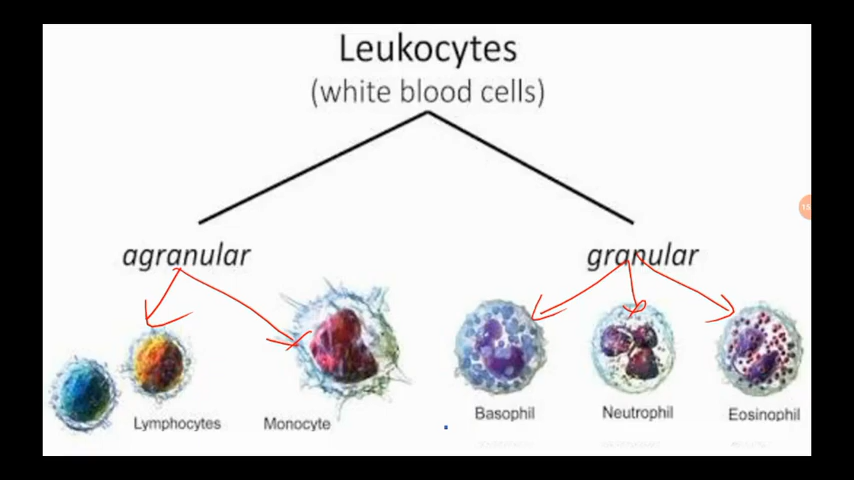 Leukocytes
(white blood cells)
agranular
granular
Lymphocytes
Monocyte
Basophil
Neutrophil
Eosinophil